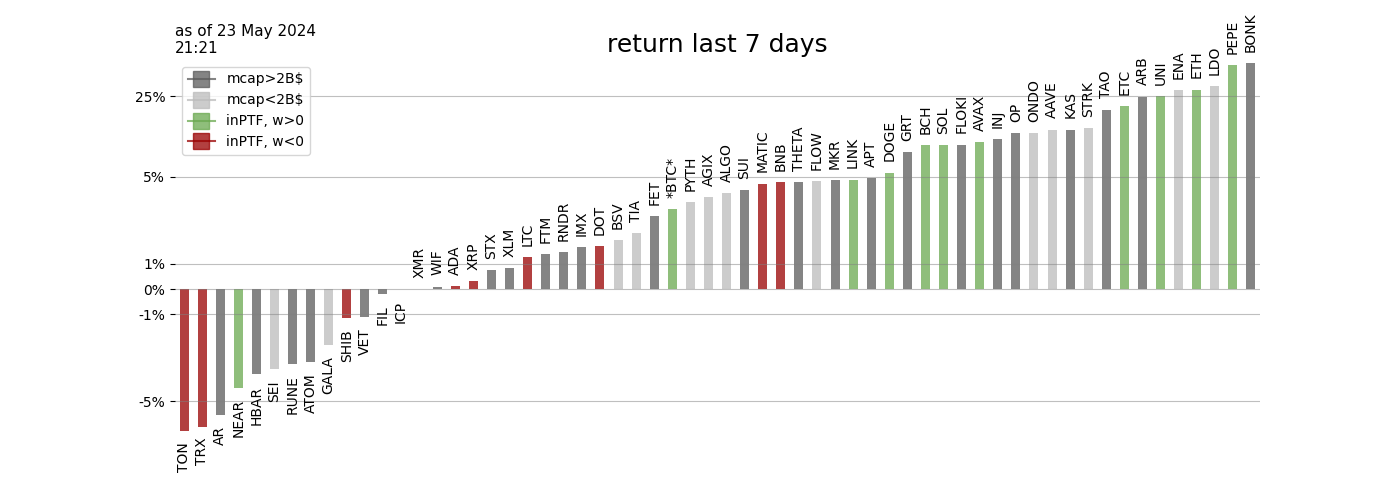 as of 23 May 2024
21:21
return last 7 days
mcap>2B$
mcap<2B$
inPTF, w>0
inPTF, w<0
25%
5%
1%
0%
-1%
-5%
TON
TRX
AR
NEAR
HBAR
SEI
RUNE
ATOM
GALA
SHIB
VET
FIL
ICP
XMR
WIF
ADA
XRP
STX
XLM
LTC
FTM
RNDR
IMX
DOT
BSV
TIA
FET
*BTC*
PYTH
AGIX
ALGO
SUI
MATIC
BNB
THETA
FLOW
MKR
LINK
APT
DOGE
GRT
BCH
SOL
FLOKI
AVAX
INJ
OP
ONDO
AAVE
KAS
STRK
TAO
ETC
ARB
UNI
ENA
ETH
LDO
PEPE
BONK